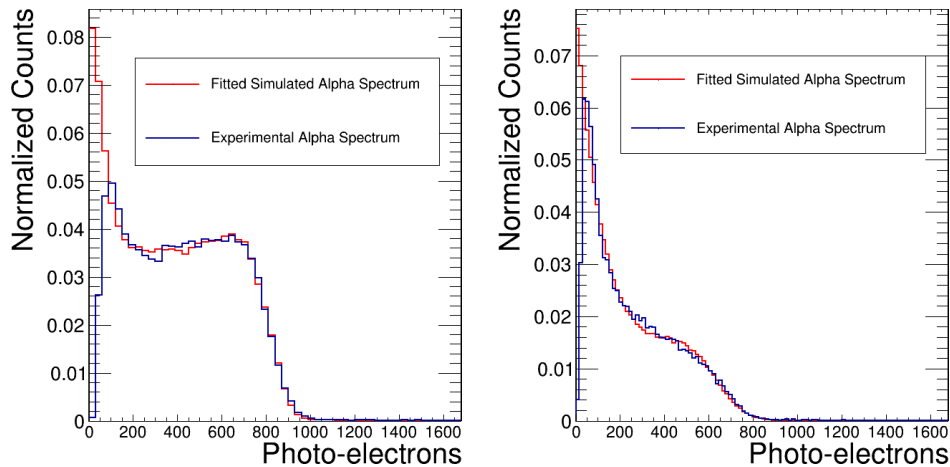 Normalized Counts
0.08
0.07
0.06
0.05
0.04
0.03
0.02
0.01
0
Fitted Simulated Alpha Spectrum
Experimental Alpha Spectrum
0 200 400 600 800 1000 1200 1400 1600
Photo-electrons
Normalized Counts
0.07
0.06
0.05
0.04
0.03
0.02
0.01
0
Fitted Simulated Alpha Spectrum
Experimental Alpha Spectrum
0 200 400 600 800 1000 1200 1400 1600
Photo-electrons